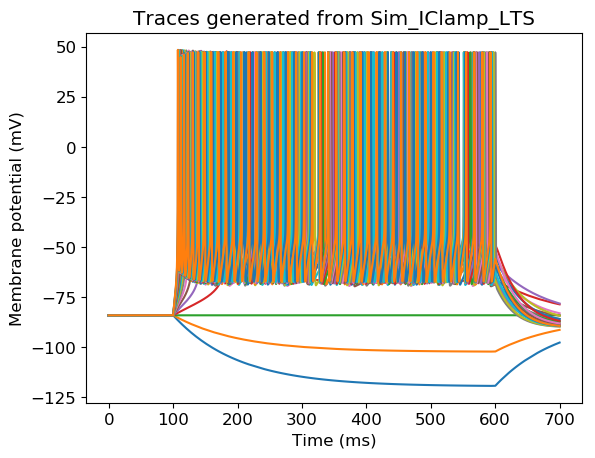 Traces generated from Sim_IClamp_LTS
Membrane potential (mV)
50
25
0
−25
−50
−75
−100
−125
0 100 200 300 400 500 600 700
Time (ms)